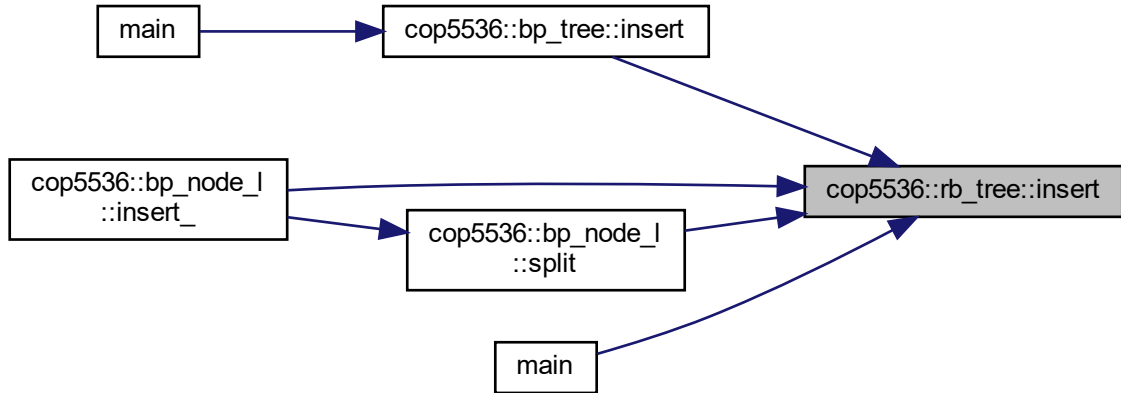 main
cop5536::bp_tree::insert
cop5536::bp_node_l
::insert_
cop5536::rb_tree::insert
cop5536::bp_node_l
::split
main